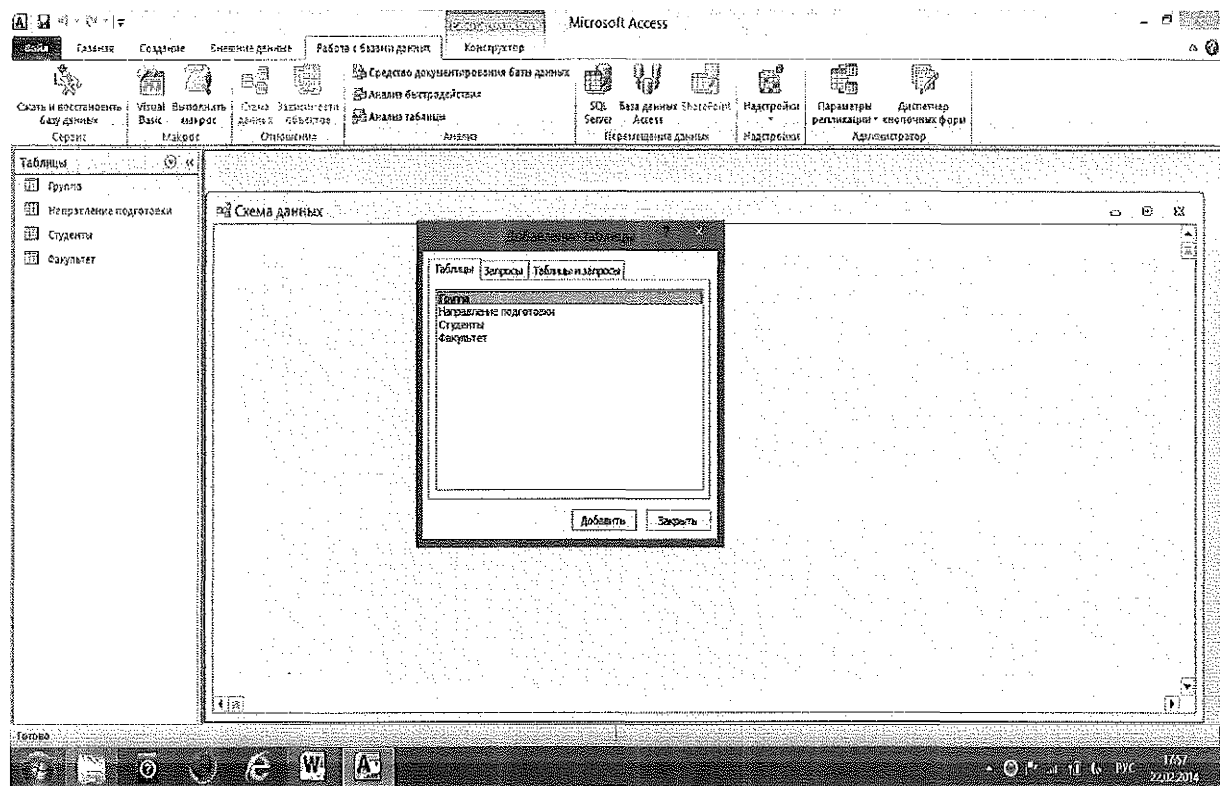 Microsoft Access
Файл Главная Создание Внешние данные Работа с базами данных Конструктор
Сжать и восстановить базу данных
Сервис
Visual Basic
Выполнить макрос
Макрос
Схема данных
Зависимости объектов
Отношения
Средство документирования баз данных
Анализ быстродействия
Анализ таблицы
Анализ
SQL Server
База данных Access
SharePoint
Перемещение данных
Надстройки
Надстройки
Параметры репликации
Диспетчер кнопочных форм
Администратор
Таблицы
Группа
Направление подготовки
Студенты
Факультет
Схема данных
Добавление таблицы
Таблицы Запросы Таблицы и запросы
Группа
Направление подготовки
Студенты
Факультет
Добавить Закрыть
Готово
РУС
17:57
22.02.2014